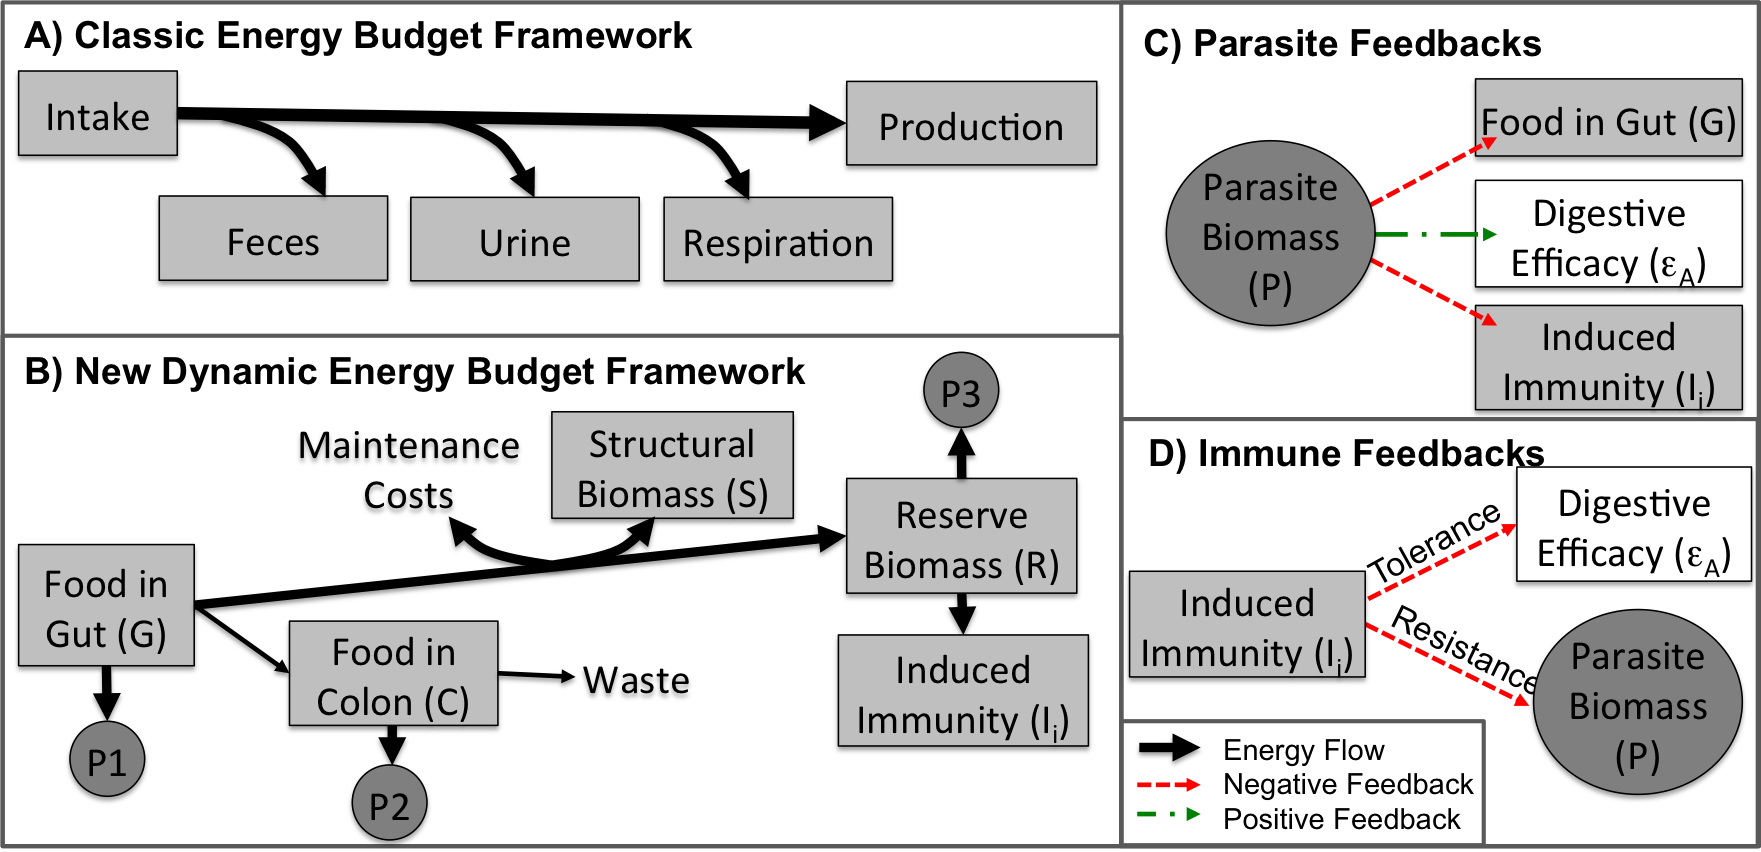 A) Classic Energy Budget Framework
Intake
Production
Feces
Urine
Respiration
B) New Dynamic Energy Budget Framework
P3
Maintenance
Costs
Structural
Biomass (S)
Reserve
Biomass (R)
Food in
Gut (G)
Food in
Colon (C)
Waste
Induced
Immunity (Ii)
P1
P2
C) Parasite Feedbacks
Food in Gut (G)
Parasite
Biomass
(P)
Digestive
Efficacy (εA)
Induced
Immunity (Ii)
D) Immune Feedbacks
Tolerance
Digestive
Efficacy (εA)
Induced
Immunity (Ii)
Resistance
Parasite
Biomass
(P)
Energy Flow
Negative Feedback
Positive Feedback